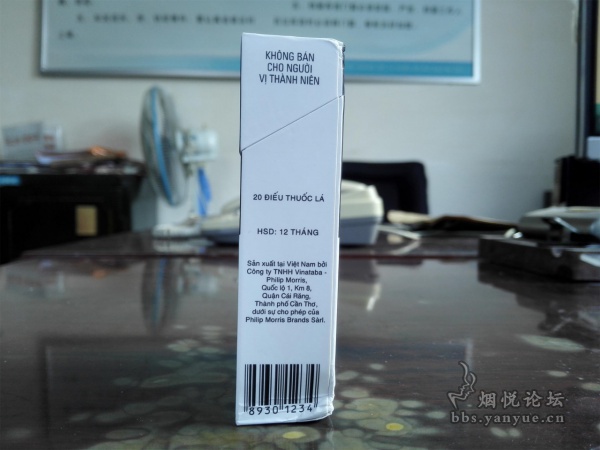 KHÔNG BÁN
CHO NGƯỜI
VỊ THÀNH NIÊN
20 ĐIẾU THUỐC LÁ
HSD: 12 THÁNG
Sản xuất tại Việt Nam bởi
Công ty TNHH Vinataba -
Philip Morris,
Quốc lộ 1, Km 8,
Quận Cái Răng,
Thành phố Cần Thơ,
dưới sự cho phép của
Philip Morris Brands Sàrl.
8930 1234
烟悦论坛
bbs.yanyue.cn